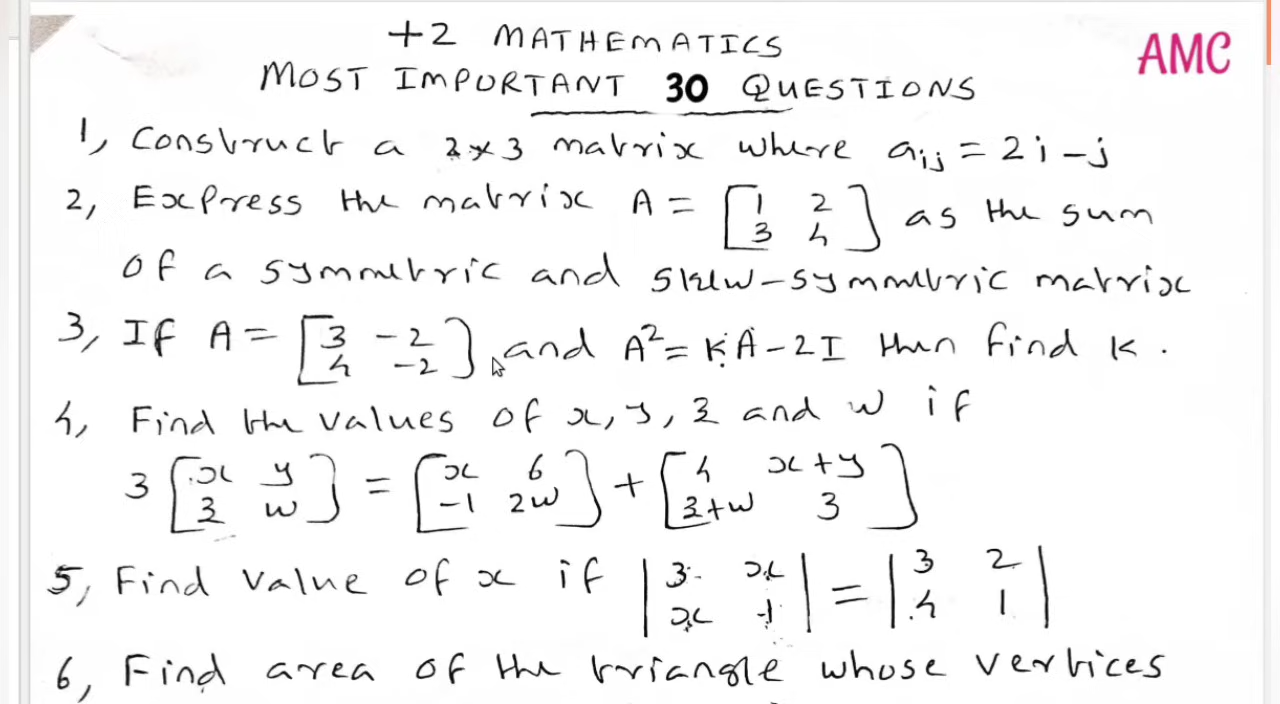 +2 MATHEMATICS
AMC
MOST IMPORTANT 30 QUESTIONS
1, Construct a 2×3 matrix where aᵢⱼ = 2i - j
2, Express the matrix A = [1 2; 3 4] as the sum
of a symmetric and skew-symmetric matrix
3, If A = [3 -2; 4 -2] and A² = KA - 2I then find K.
4, Find the values of x, y, z and w if
3 [x y; z w] = [x 6; -1 2w] + [4 x+y; z+w 3]
5, Find value of x if |3 x; x 1| = |3 2; 4 1|
6, Find area of the triangle whose vertices